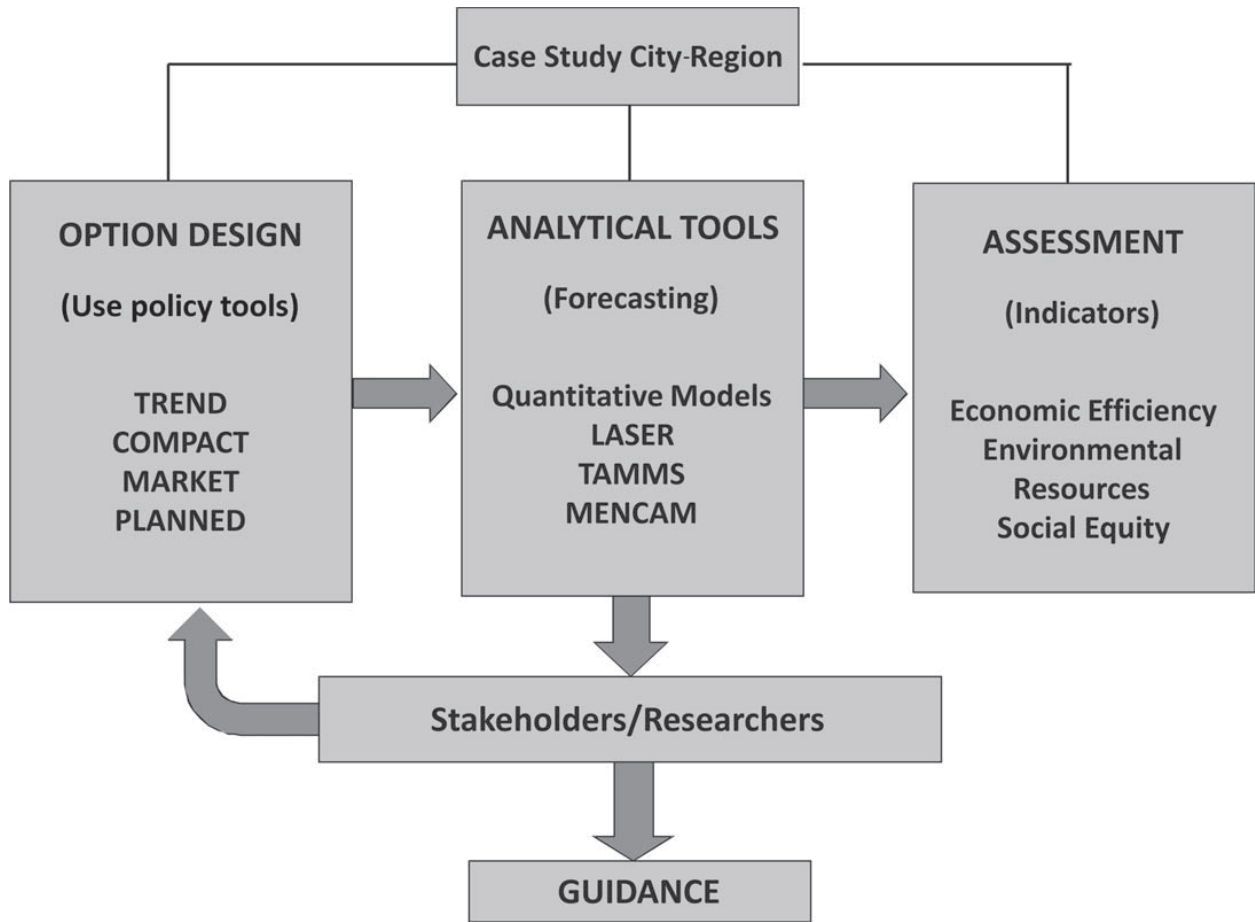 Case Study City-Region
OPTION DESIGN
(Use policy tools)
TREND
COMPACT
MARKET
PLANNED
ANALYTICAL TOOLS
(Forecasting)
Quantitative Models
LASER
TAMMS
MENCAM
ASSESSMENT
(Indicators)
Economic Efficiency
Environmental
Resources
Social Equity
Stakeholders/Researchers
GUIDANCE